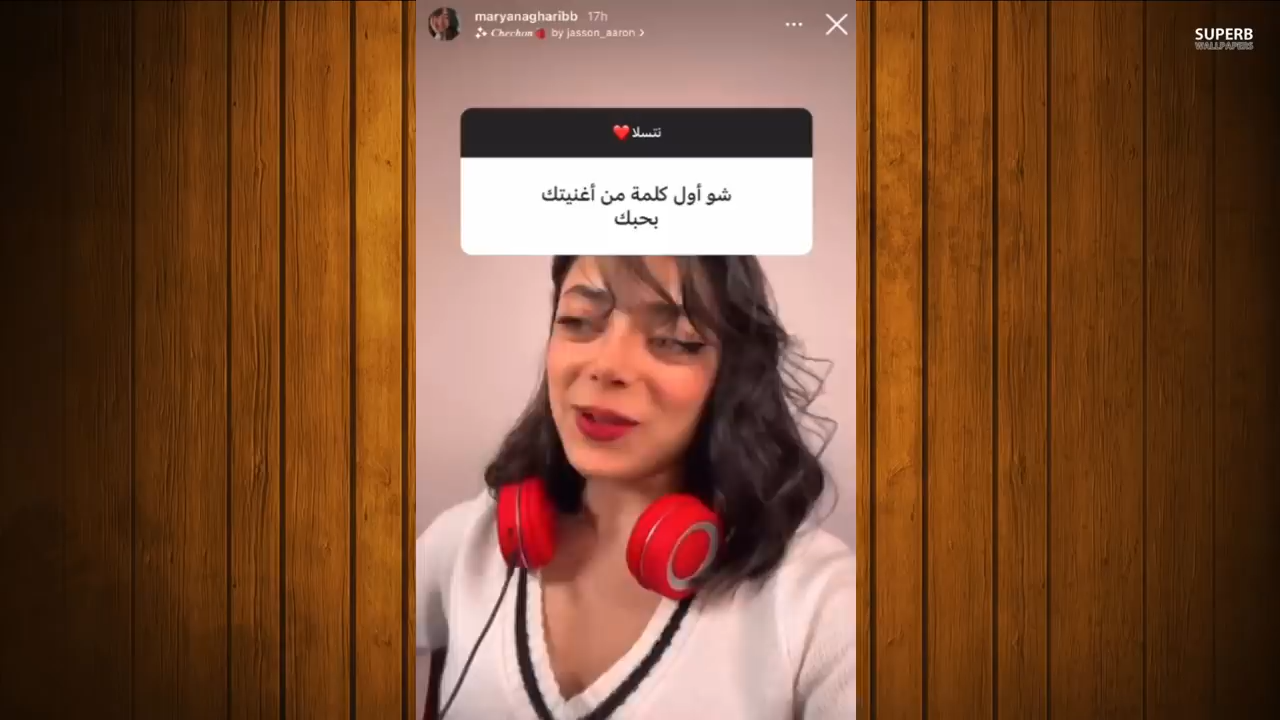 maryanagharibb 17h
✨ Chechon by jasson_aaron >
SUPERB
WALLPAPERS
نتسلا❤️
شو أول كلمة من أغنيتك
بحبك